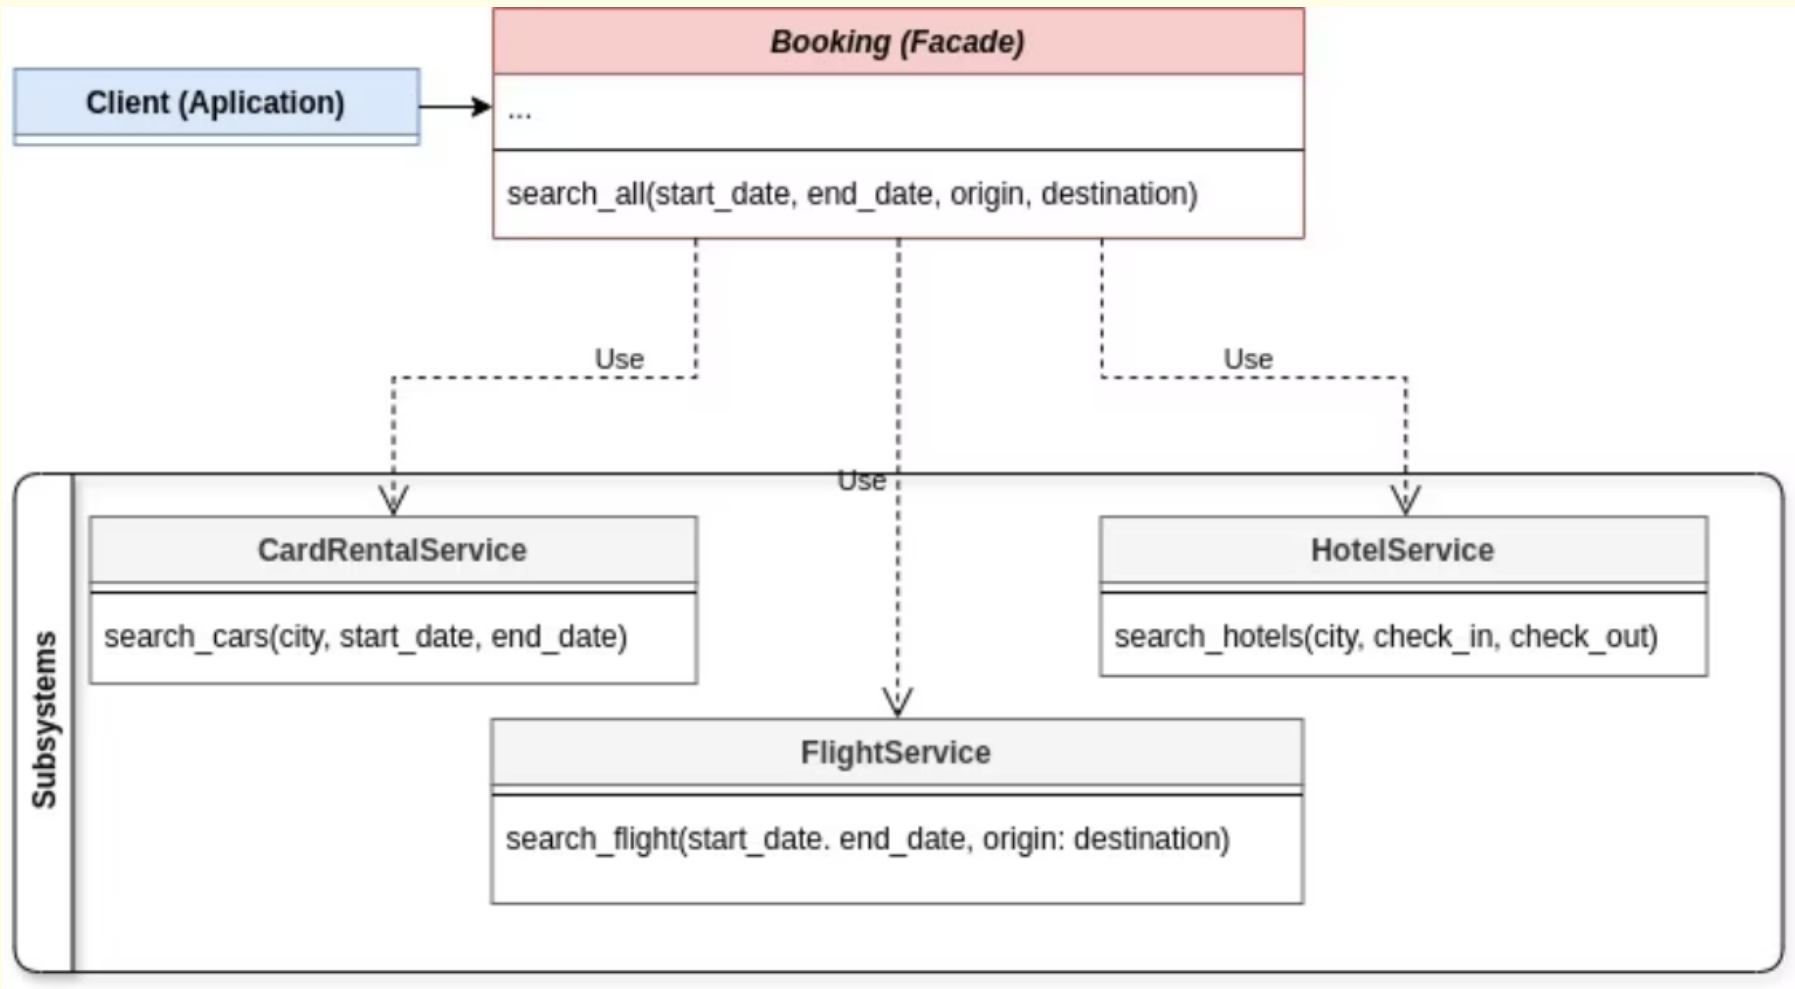 Booking (Facade)
Client (Aplication)
...
search_all(start_date, end_date, origin, destination)
Use
Use
Use
Subsystems
CardRentalService
search_cars(city, start_date, end_date)
HotelService
search_hotels(city, check_in, check_out)
FlightService
search_flight(start_date. end_date, origin: destination)